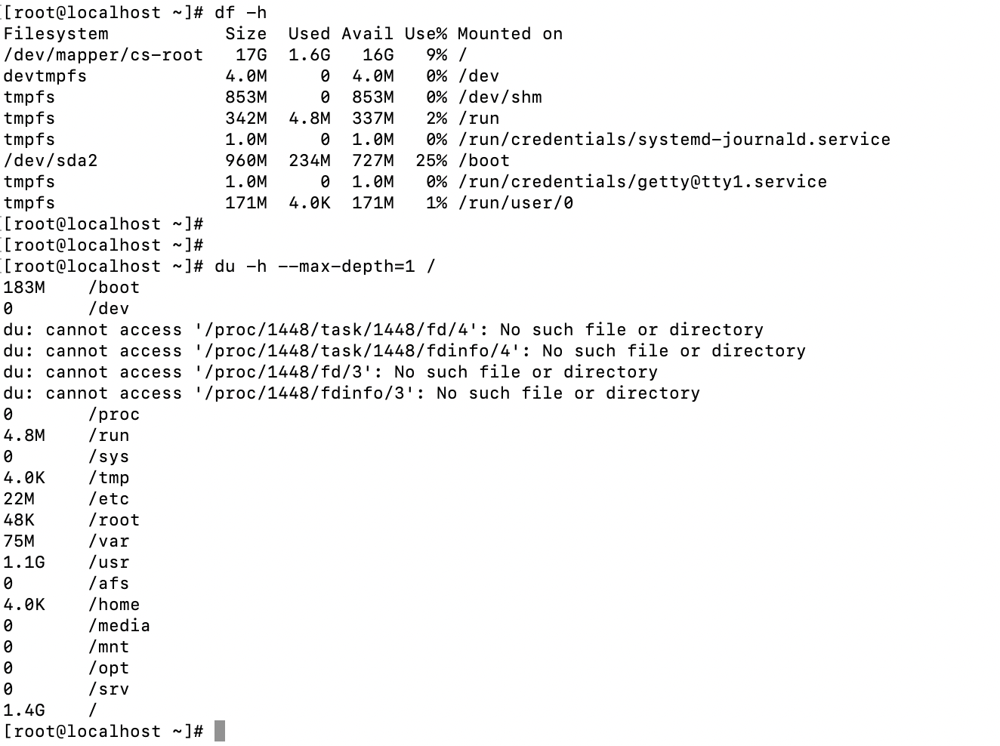 [root@localhost ~]# df -h
Filesystem           Size  Used Avail Use% Mounted on
/dev/mapper/cs-root   17G  1.6G   16G   9% /
devtmpfs             4.0M     0  4.0M   0% /dev
tmpfs                853M     0  853M   0% /dev/shm
tmpfs                342M  4.8M  337M   2% /run
tmpfs                1.0M     0  1.0M   0% /run/credentials/systemd-journald.service
/dev/sda2            960M  234M  727M  25% /boot
tmpfs                1.0M     0  1.0M   0% /run/credentials/getty@tty1.service
tmpfs                171M  4.0K  171M   1% /run/user/0
[root@localhost ~]#
[root@localhost ~]#
[root@localhost ~]# du -h --max-depth=1 /
183M    /boot
0       /dev
du: cannot access '/proc/1448/task/1448/fd/4': No such file or directory
du: cannot access '/proc/1448/task/1448/fdinfo/4': No such file or directory
du: cannot access '/proc/1448/fd/3': No such file or directory
du: cannot access '/proc/1448/fdinfo/3': No such file or directory
0       /proc
4.8M    /run
0       /sys
4.0K    /tmp
22M     /etc
48K     /root
75M     /var
1.1G    /usr
0       /afs
4.0K    /home
0       /media
0       /mnt
0       /opt
0       /srv
1.4G    /
[root@localhost ~]#